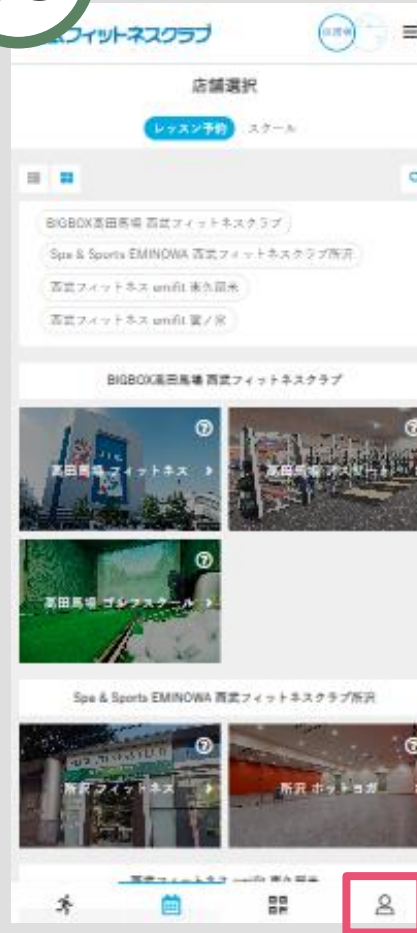 フィットネスクラブ
店舗選択
レッスン予約 スクール
BIGBOX高田馬場 西武フィットネスクラブ
Spa & Sports EMINOWA 西武フィットネスクラブ所沢
西武フィットネス emifit 東久留米
西武フィットネス emifit 鷺ノ宮
BIGBOX高田馬場 西武フィットネスクラブ
高田馬場 フィットネス
高田馬場
高田馬場 ゴルフスクール
Spa & Sports EMINOWA 西武フィットネスクラブ所沢
所沢 フィットネス
所沢 ホットヨガ